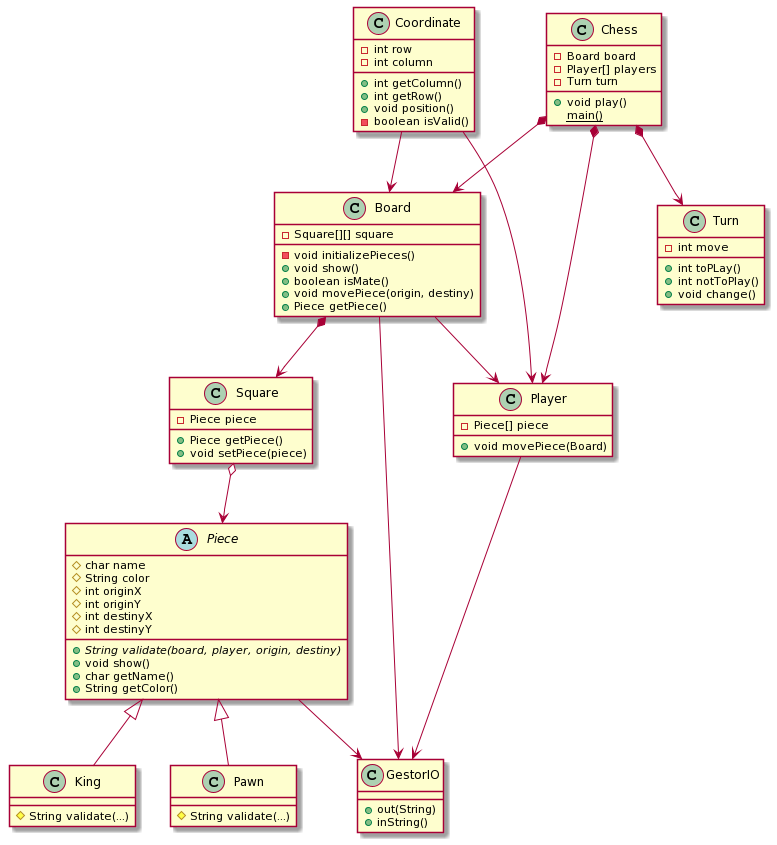 C Coordinate
int row
int column
int getColumn()
int getRow()
void position()
boolean isValid()
C Chess
Board board
Player[] players
Turn turn
void play()
main()
C Board
Square[][] square
void initializePieces()
void show()
boolean isMate()
void movePiece(origin, destiny)
Piece getPiece()
C Turn
int move
int toPLay()
int notToPlay()
void change()
C Square
Piece piece
Piece getPiece()
void setPiece(piece)
C Player
Piece[] piece
void movePiece(Board)
A Piece
char name
String color
int originX
int originY
int destinyX
int destinyY
String validate(board, player, origin, destiny)
void show()
char getName()
String getColor()
C King
String validate(...)
C Pawn
String validate(...)
C GestorIO
out(String)
inString()